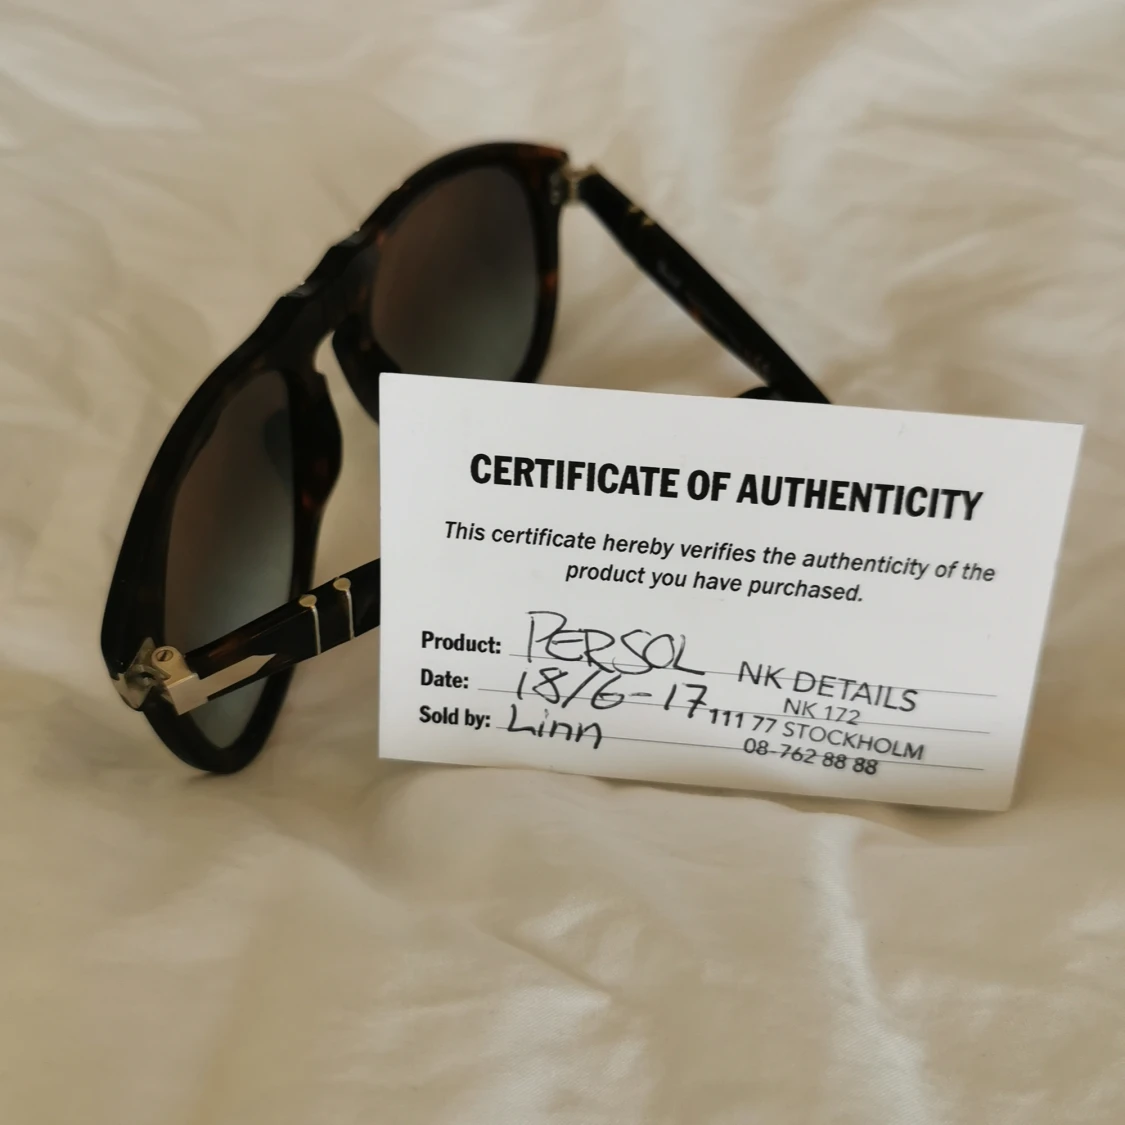 CERTIFICATE OF AUTHENTICITY
This certificate hereby verifies the authenticity of the
product you have purchased.
Product: PERSOL
Date: 18/6-17
Sold by: Linn
NK DETAILS
NK 172
111 77 STOCKHOLM
08-762 88 88